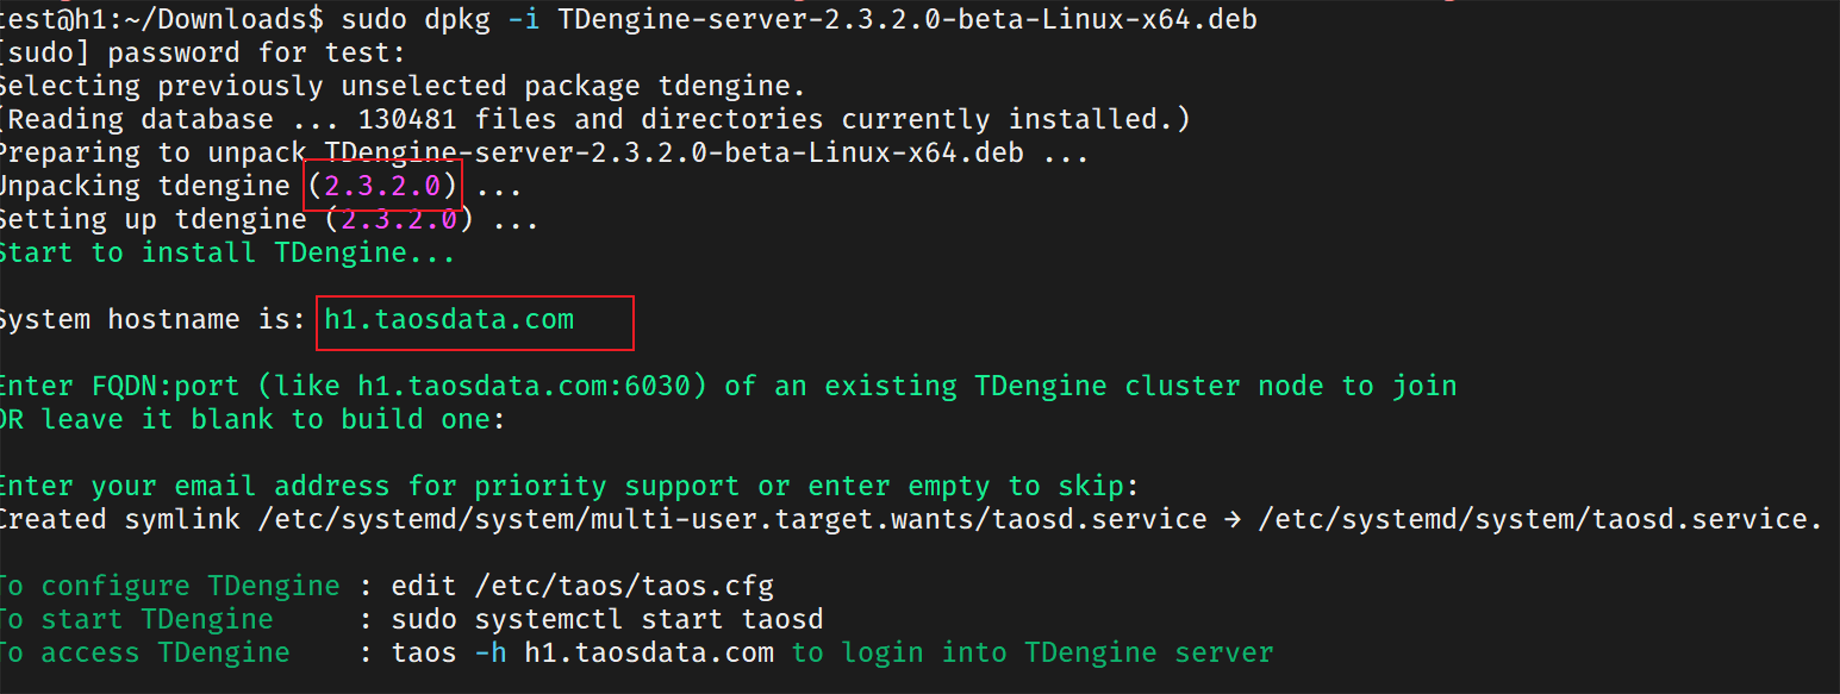 test@h1:~/Downloads$ sudo dpkg -i TDengine-server-2.3.2.0-beta-Linux-x64.deb
[sudo] password for test:
Selecting previously unselected package tdengine.
(Reading database ... 130481 files and directories currently installed.)
Preparing to unpack TDengine-server-2.3.2.0-beta-Linux-x64.deb ...
Unpacking tdengine (2.3.2.0) ...
Setting up tdengine (2.3.2.0) ...
Start to install TDengine...
System hostname is: h1.taosdata.com
Enter FQDN:port (like h1.taosdata.com:6030) of an existing TDengine cluster node to join
OR leave it blank to build one:
Enter your email address for priority support or enter empty to skip:
Created symlink /etc/systemd/system/multi-user.target.wants/taosd.service → /etc/systemd/system/taosd.service.
To configure TDengine : edit /etc/taos/taos.cfg
To start TDengine : sudo systemctl start taosd
To access TDengine : taos -h h1.taosdata.com to login into TDengine server